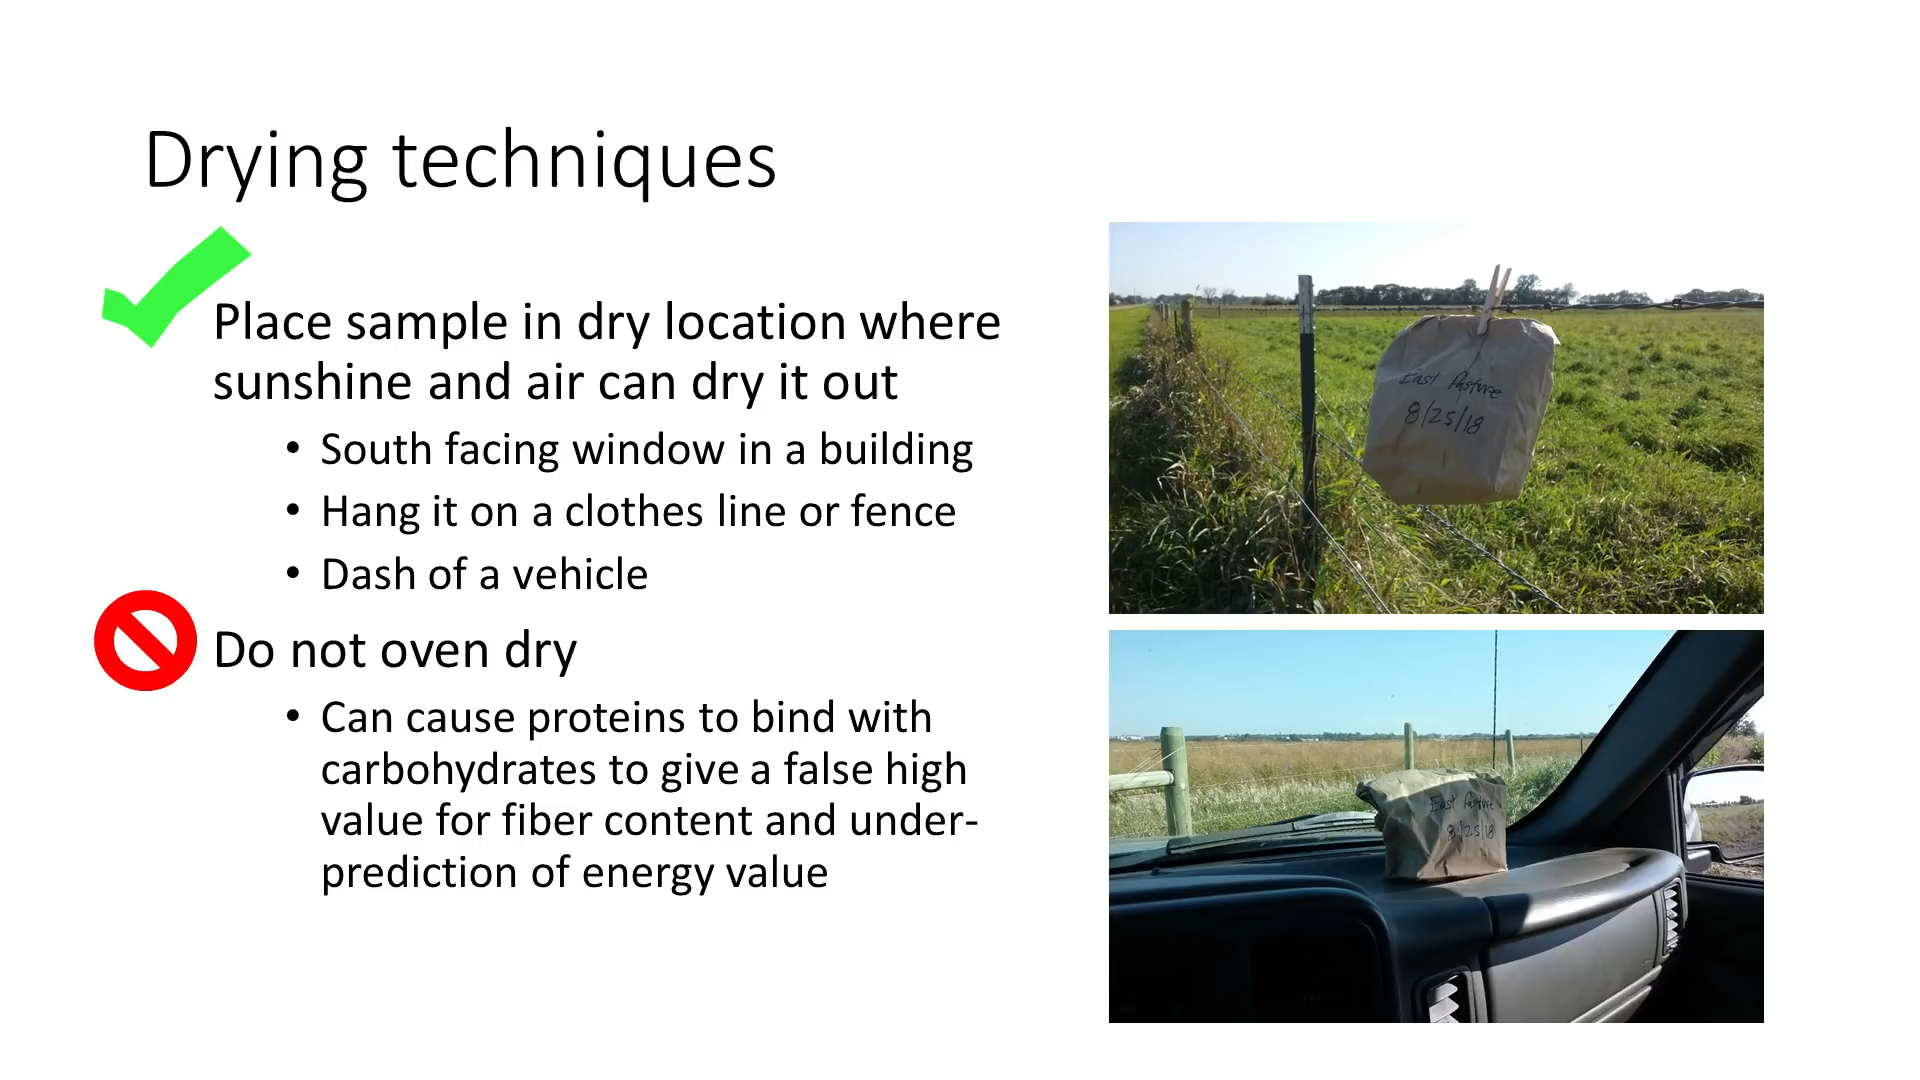 Drying techniques
Place sample in dry location where
sunshine and air can dry it out
• South facing window in a building
• Hang it on a clothes line or fence
• Dash of a vehicle
Do not oven dry
• Can cause proteins to bind with
carbohydrates to give a false high
value for fiber content and under-
prediction of energy value
East Pasture
8/25/18
East Pasture
8/25/18